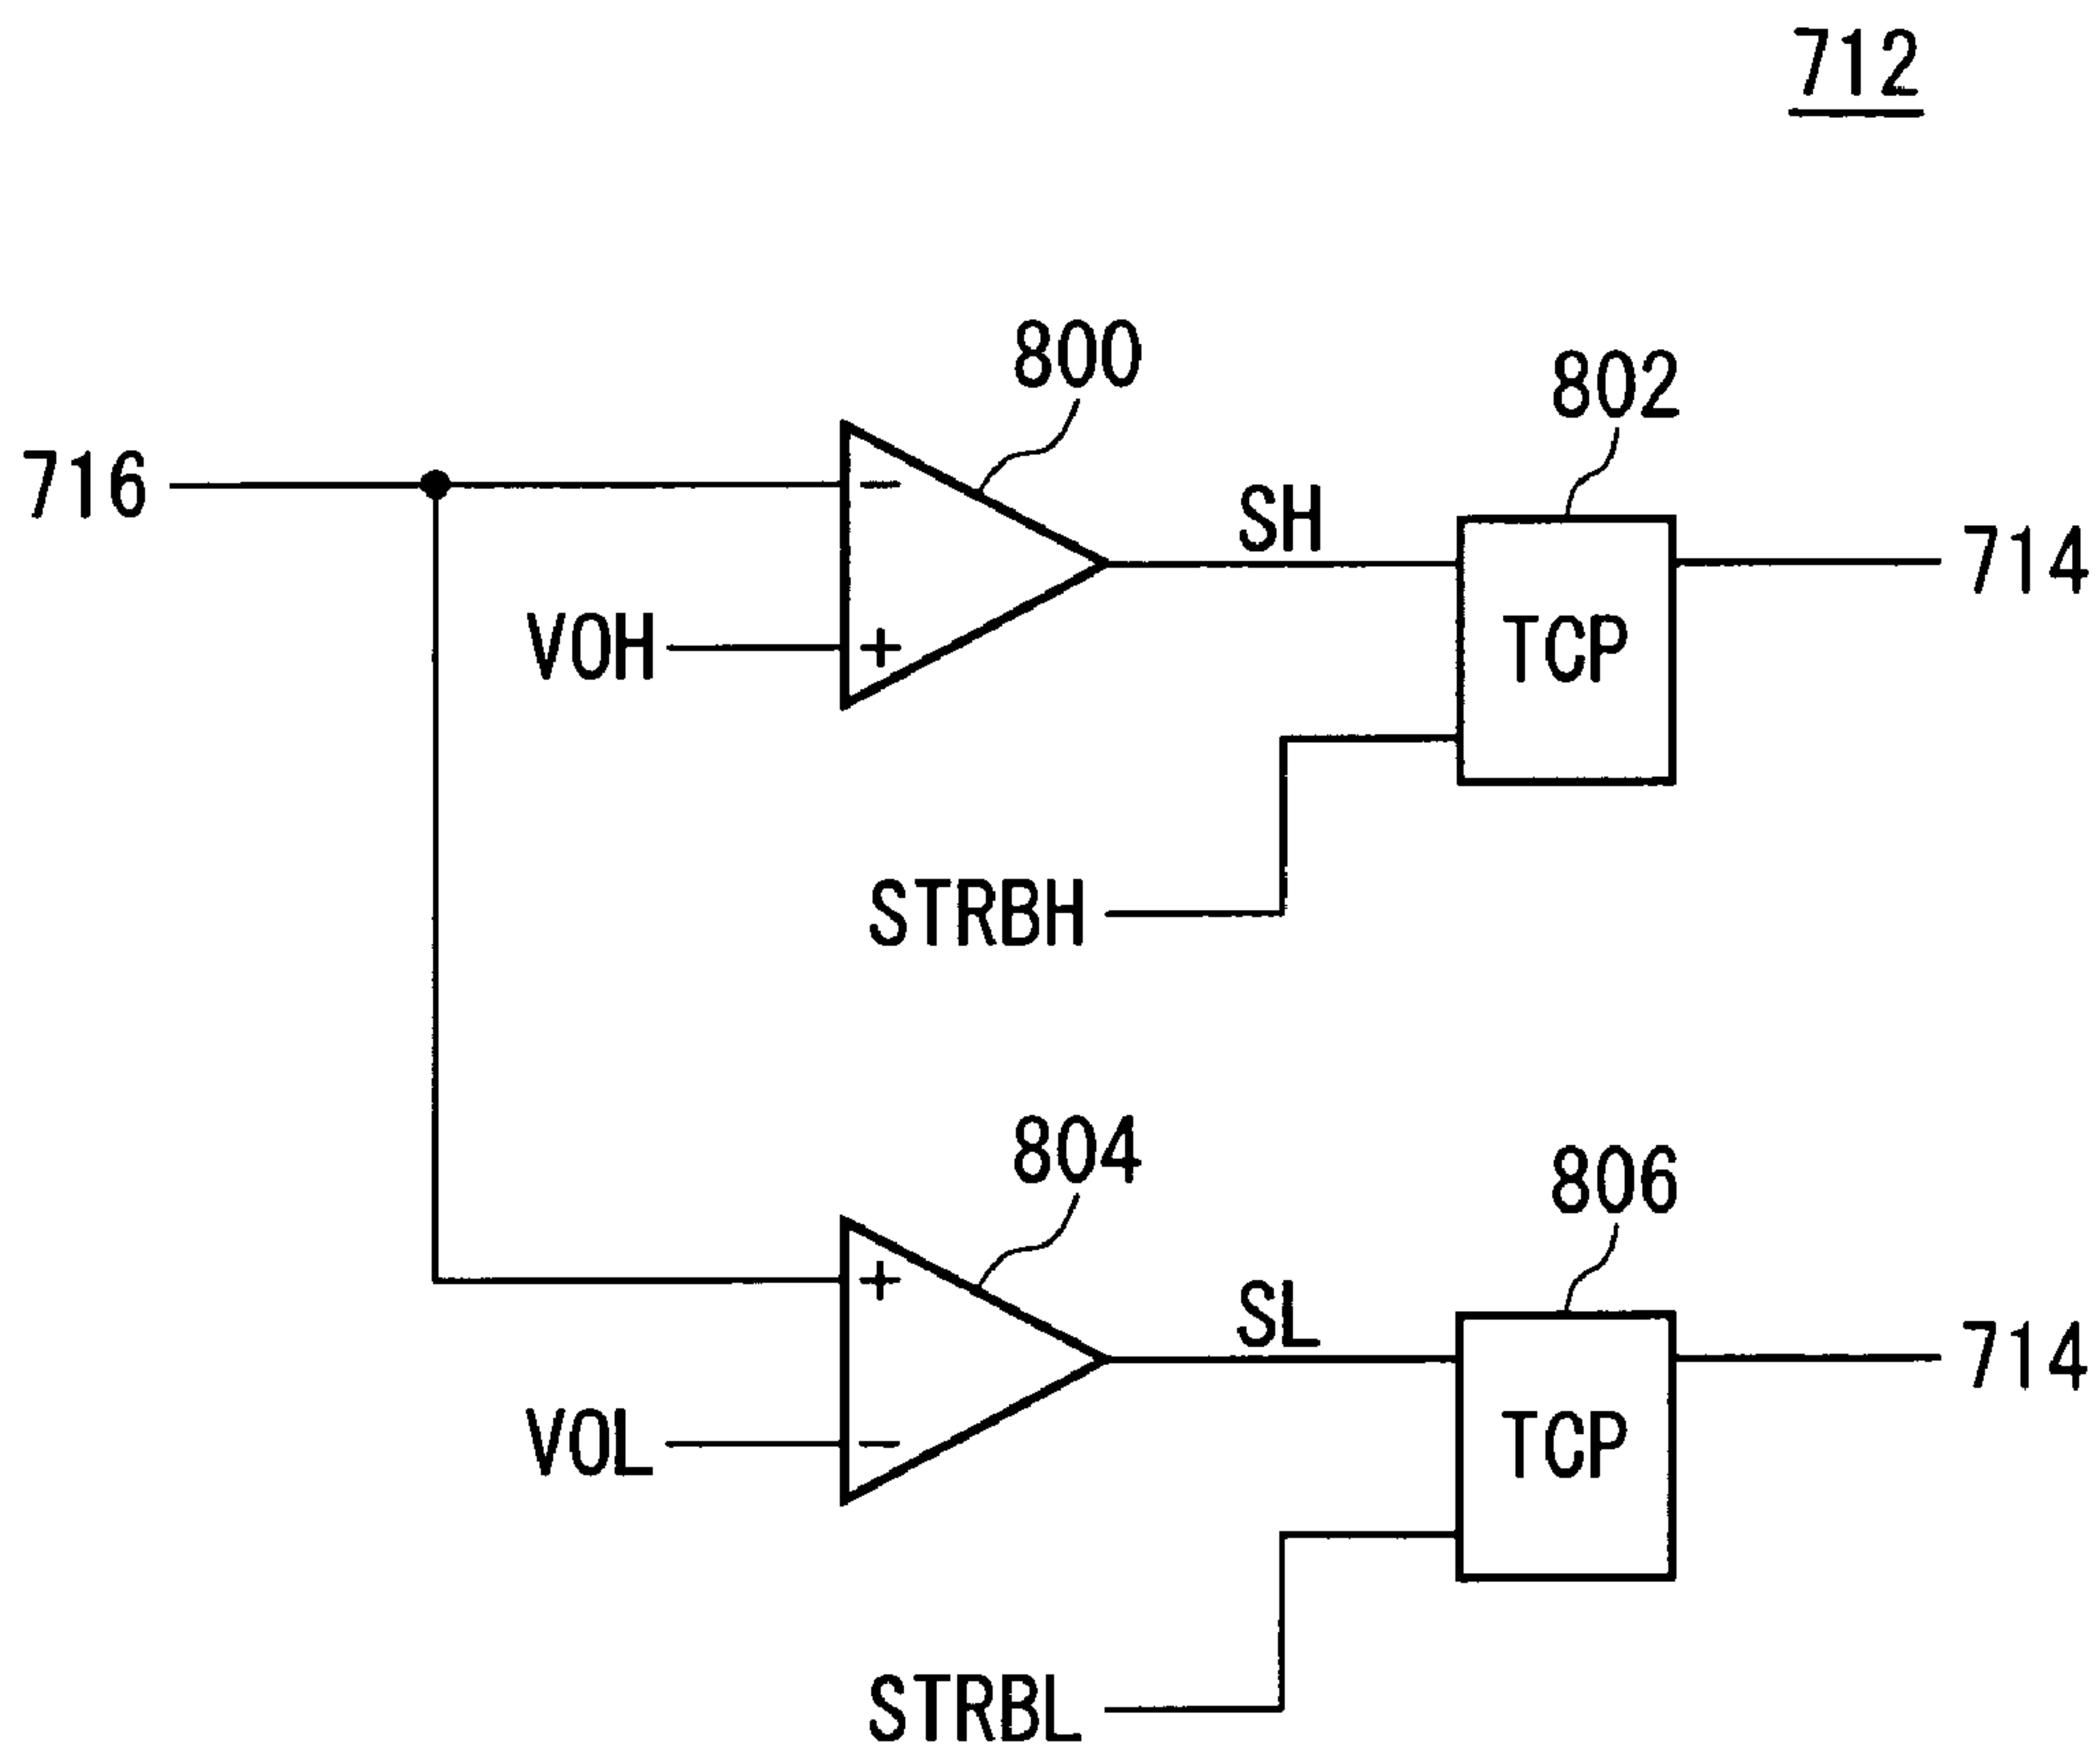 712
800
802
716
−
SH
714
VOH
+
TCP
STRBH
804
806
+
SL
714
VOL
−
TCP
STRBL